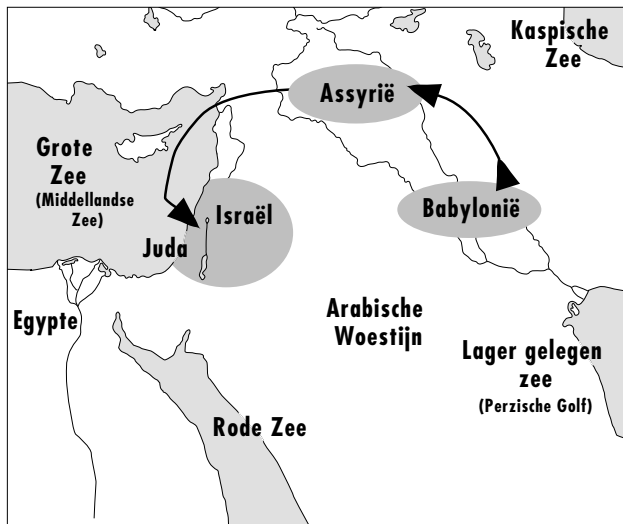 Kaspische
Zee
Assyrië
Grote
Zee
(Middellandse
Zee)
Israël
Babylonië
Juda
Egypte
Arabische
Woestijn
Lager gelegen
zee
(Perzische Golf)
Rode Zee